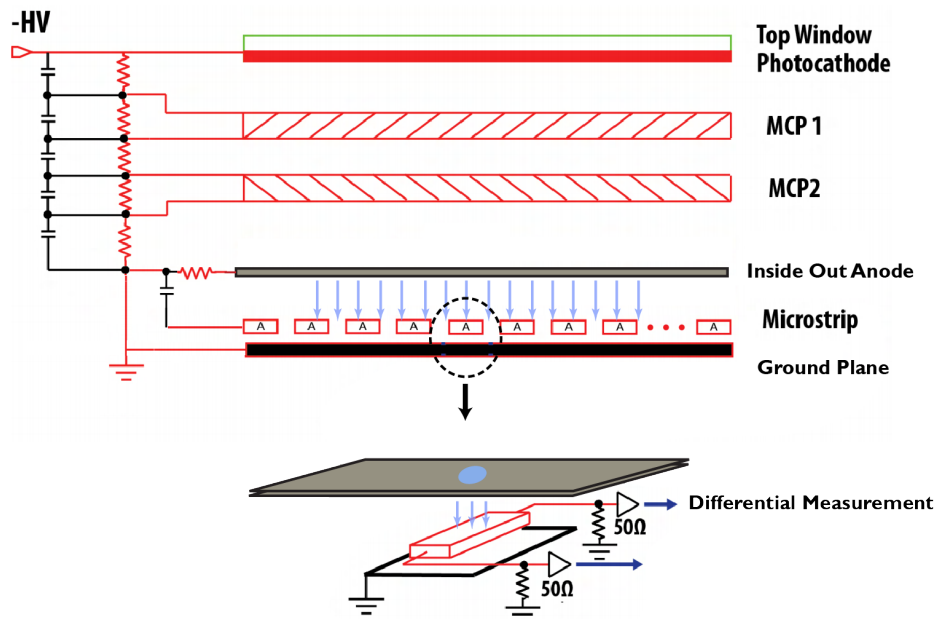 -HV
Top Window
Photocathode
MCP 1
MCP2
Inside Out Anode
A A A A A A A A A
Microstrip
Ground Plane
Differential Measurement
50Ω
50Ω